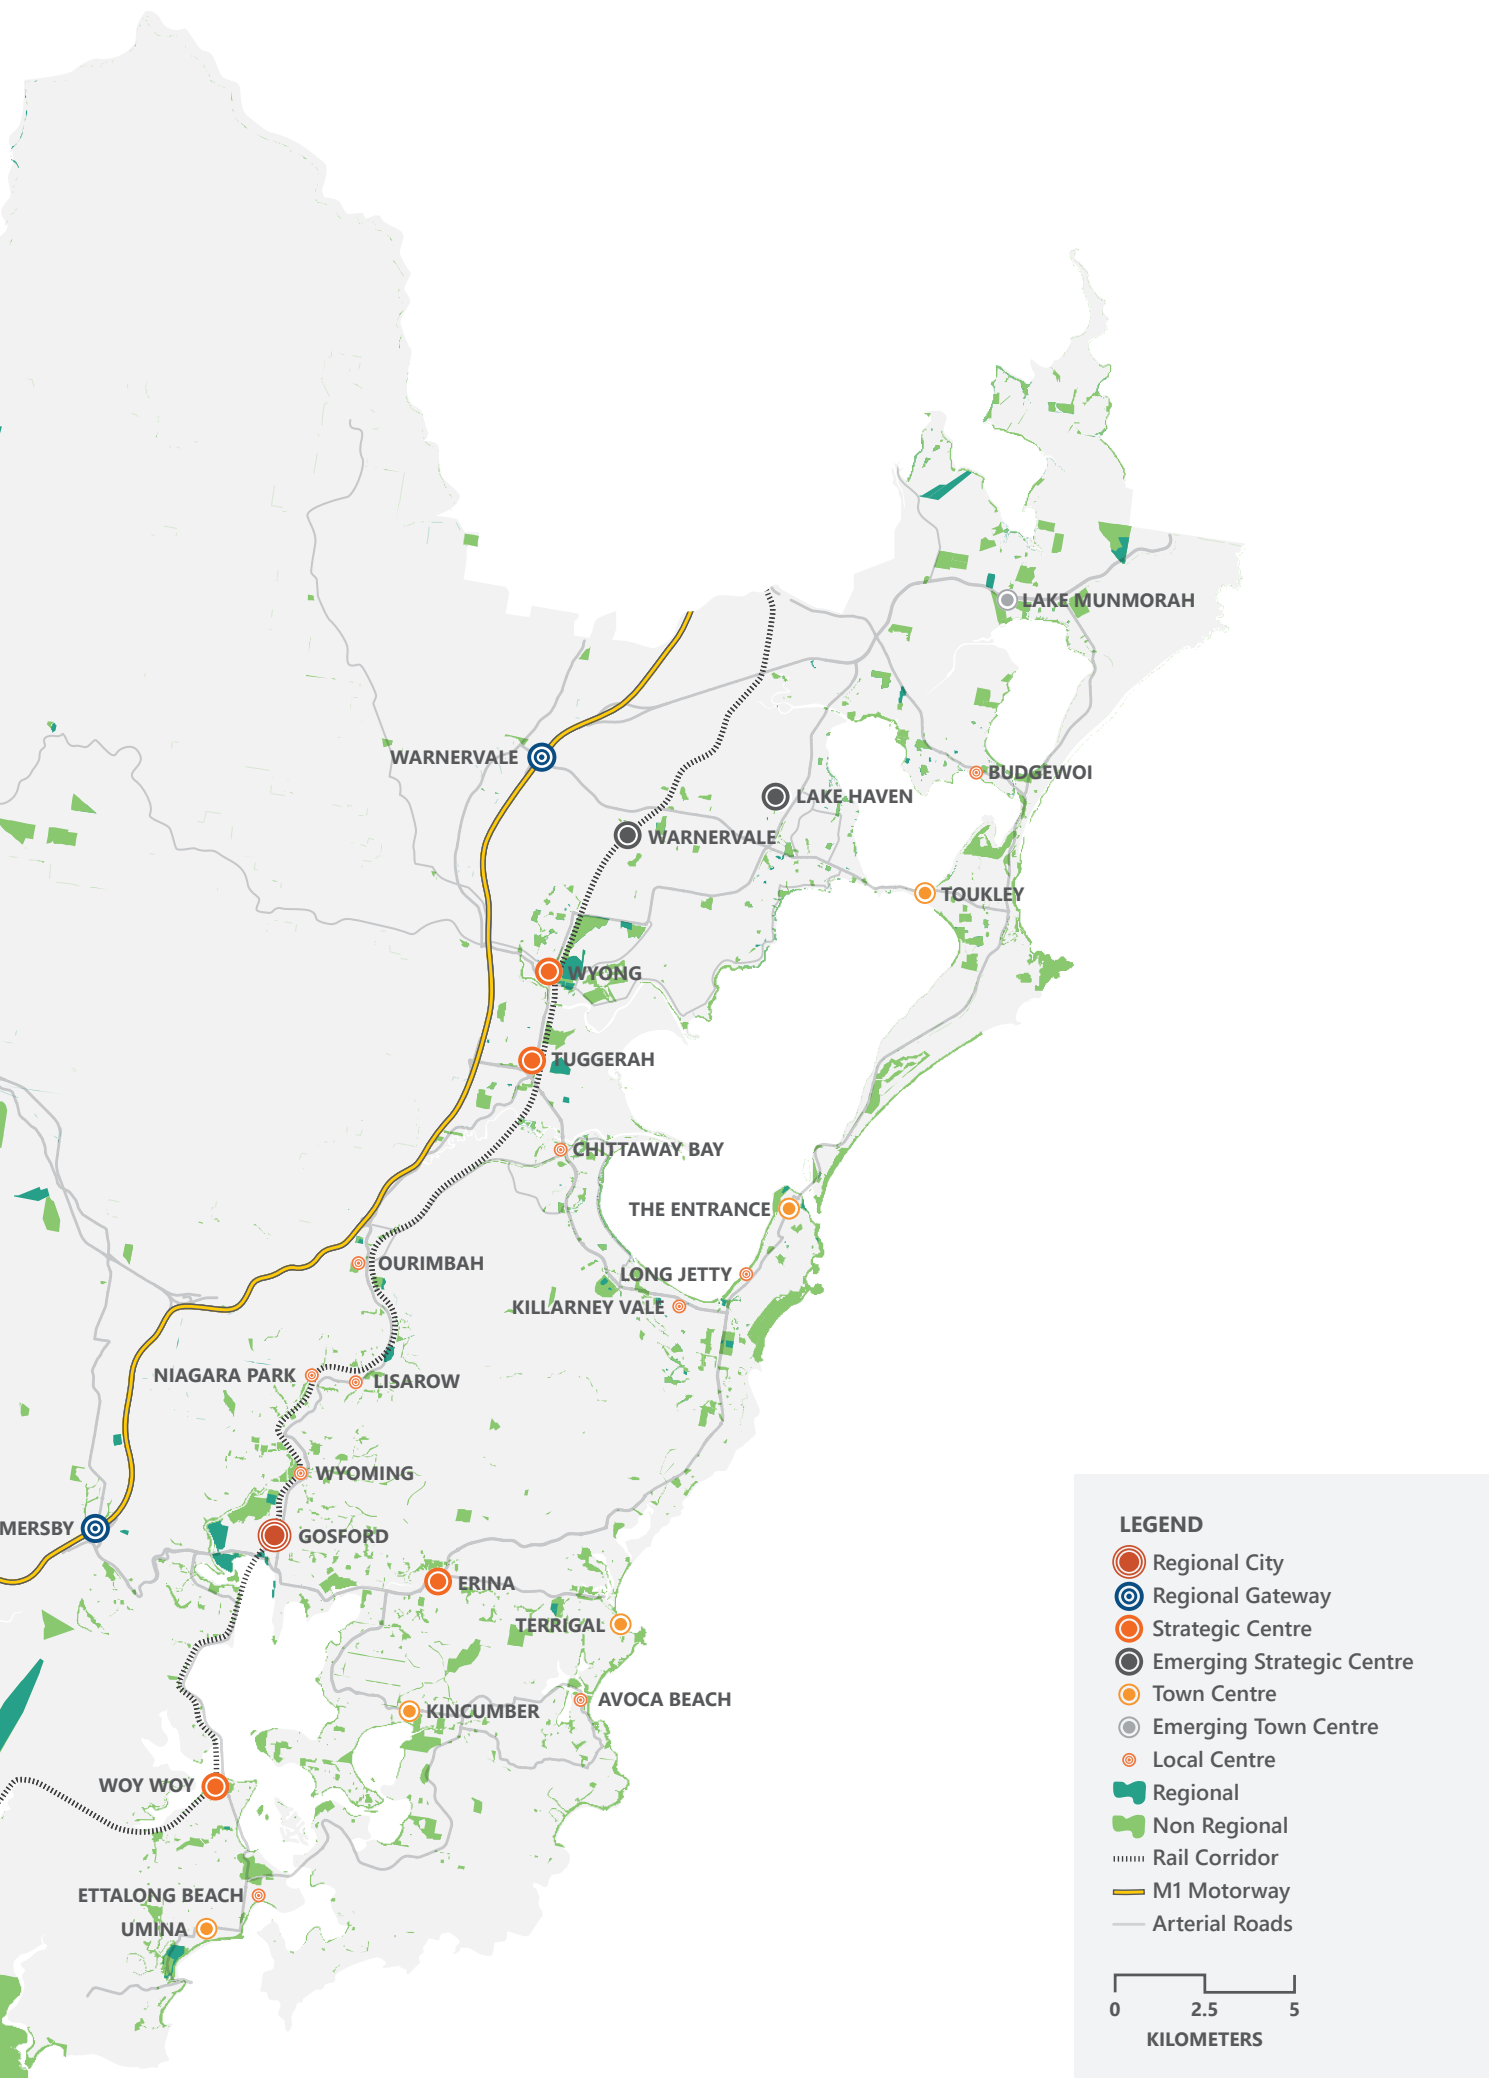 LAKE MUNMORAH
WARNERVALE
BUDGEWOI
LAKE HAVEN
WARNERVALE
TOUKLEY
WYONG
TUGGERAH
CHITTAWAY BAY
THE ENTRANCE
OURIMBAH
LONG JETTY
KILLARNEY VALE
NIAGARA PARK
LISAROW
WYOMING
MERSBY
GOSFORD
ERINA
TERRIGAL
AVOCA BEACH
KINCUMBER
WOY WOY
ETTALONG BEACH
UMINA
LEGEND
Regional City
Regional Gateway
Strategic Centre
Emerging Strategic Centre
Town Centre
Emerging Town Centre
Local Centre
Regional
Non Regional
Rail Corridor
M1 Motorway
Arterial Roads
0 2.5 5
KILOMETERS